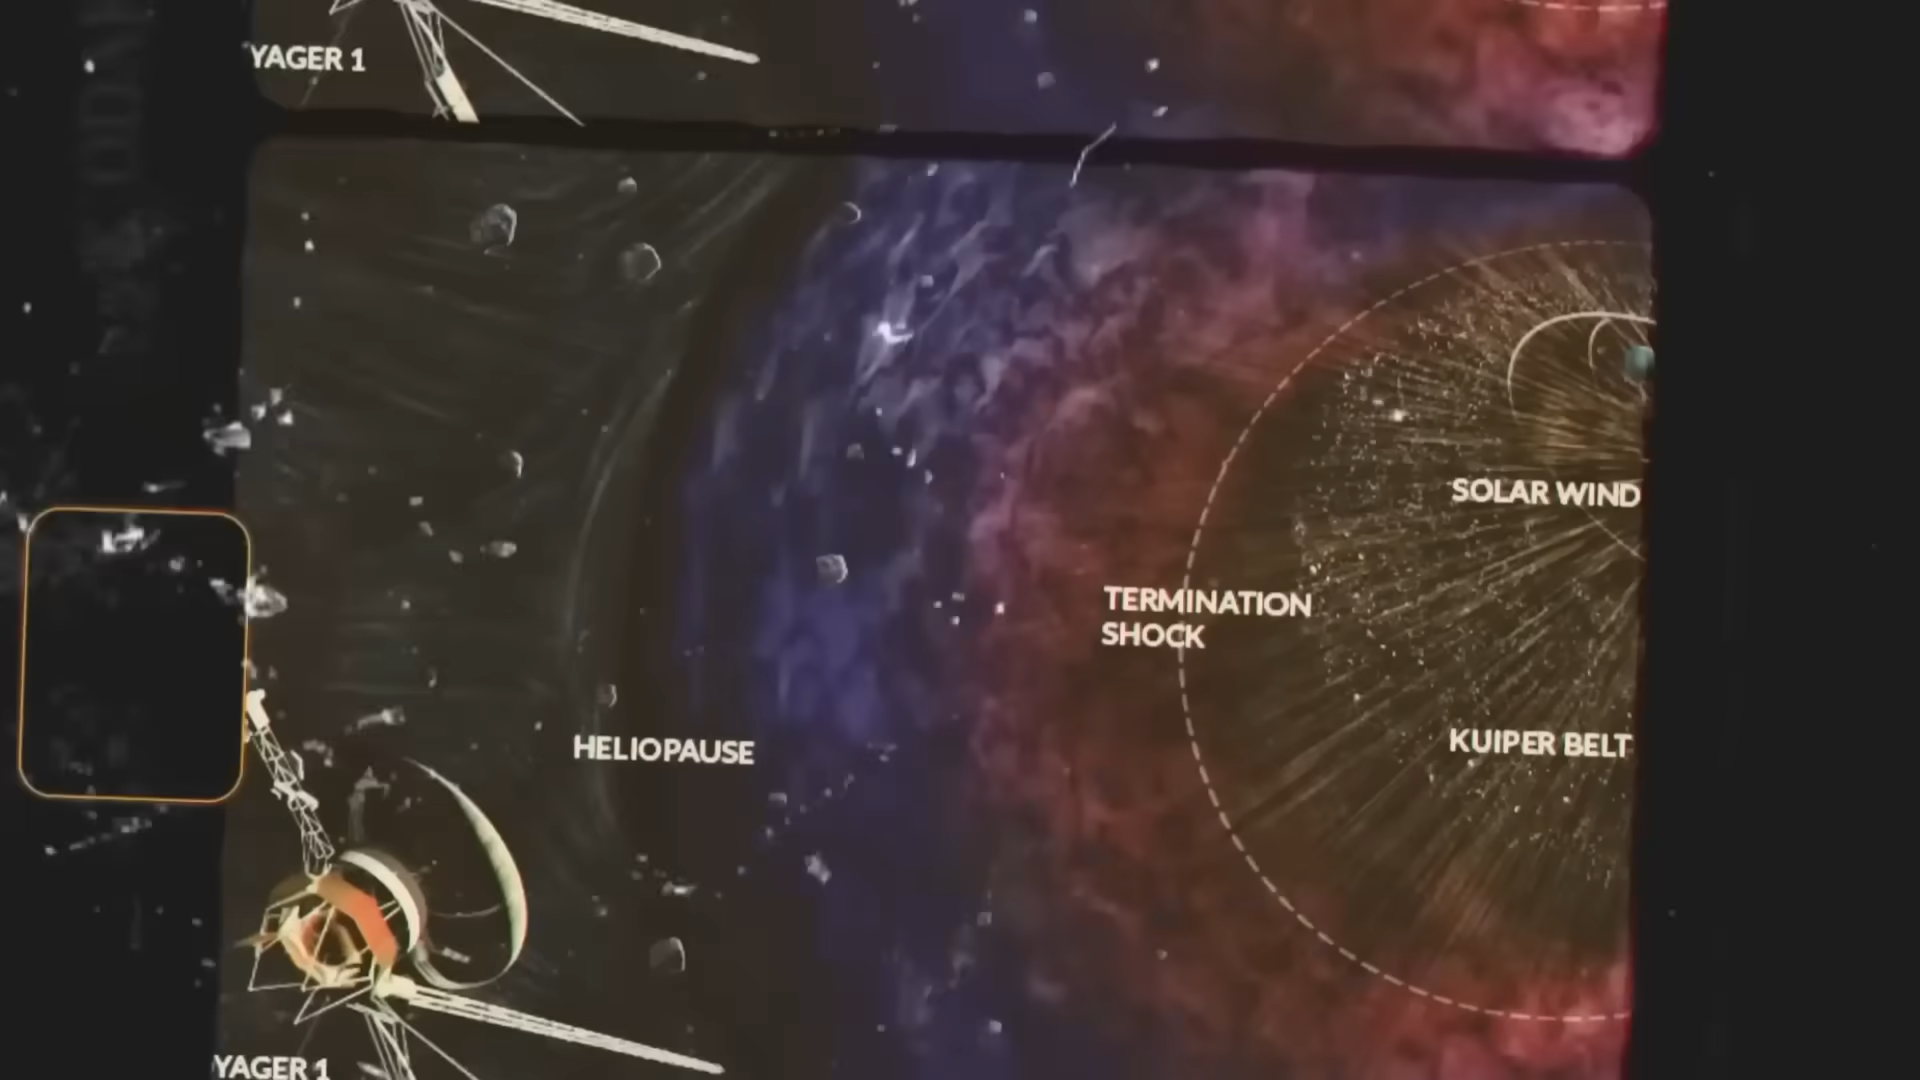 YAGER 1
SOLAR WIND
TERMINATION
SHOCK
KUIPER BELT
HELIOPAUSE
YAGER 1